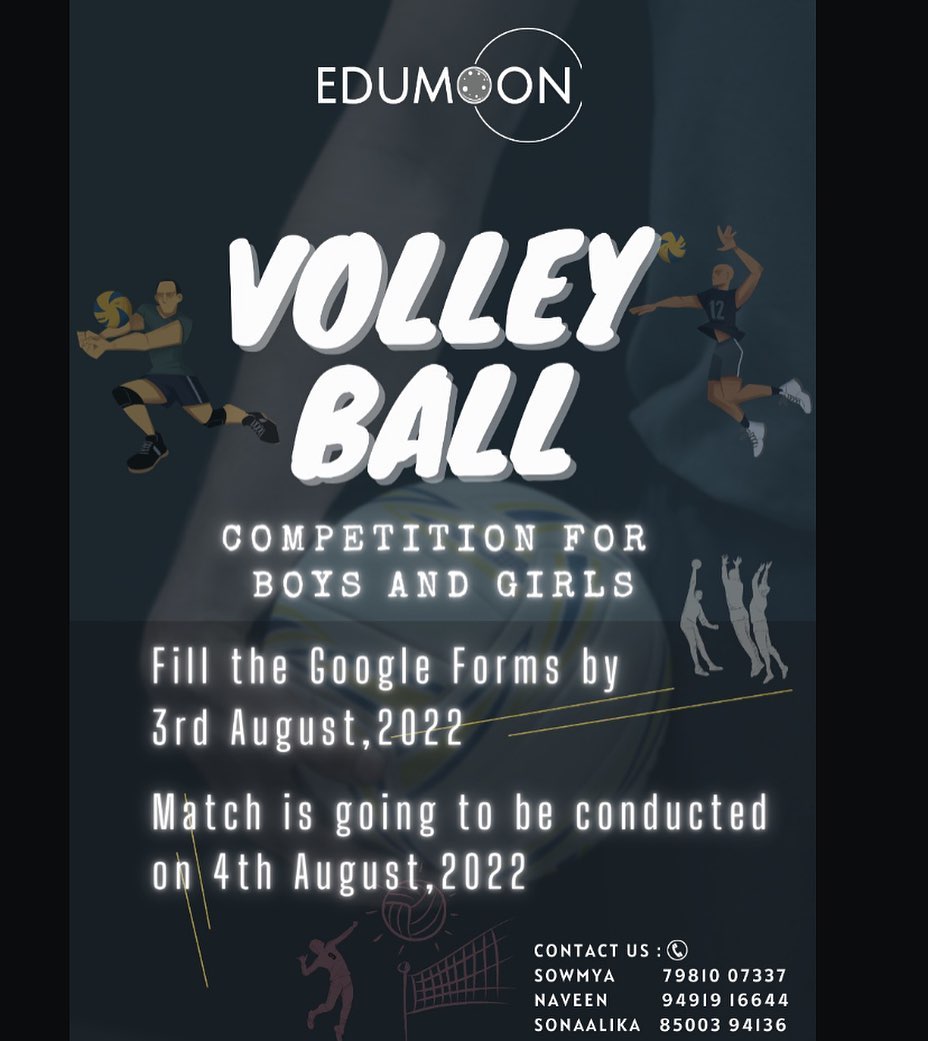 EDUMOON
VOLLEY
BALL
12
COMPETITION FOR
BOYS AND GIRLS
Fill the Google Forms by
3rd August,2022
Match is going to be conducted
on 4th August,2022
CONTACT US :
SOWMYA 79810 07337
NAVEEN 94919 16644
SONAALIKA 85003 94136